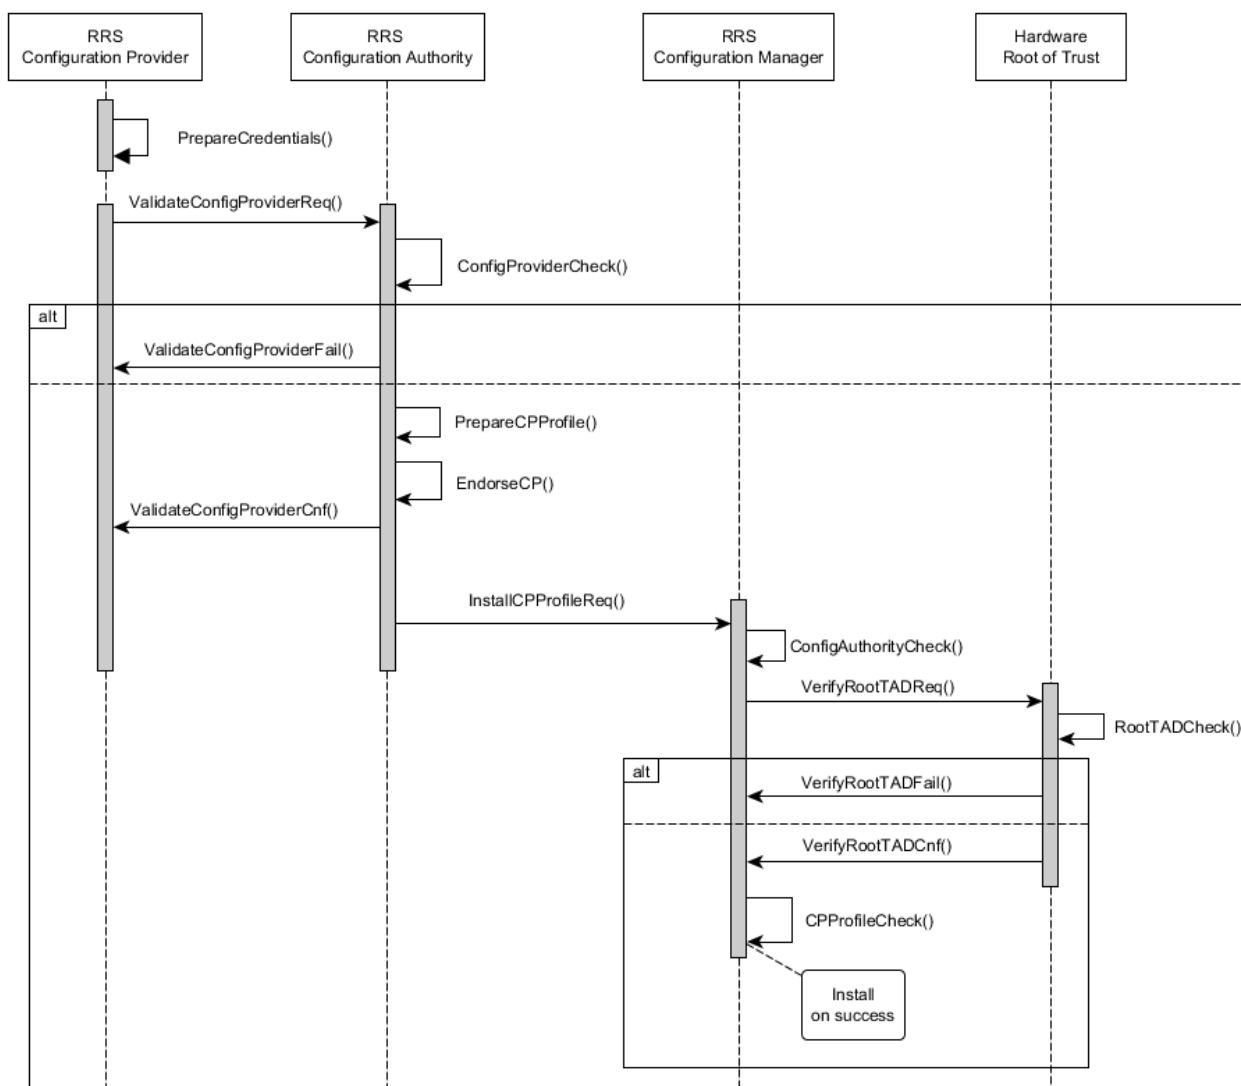 RRS
Configuration Provider
RRS
Configuration Authority
RRS
Configuration Manager
Hardware
Root of Trust
PrepareCredentials()
ValidateConfigProviderReq()
ConfigProviderCheck()
alt
ValidateConfigProviderFail()
PrepareCPProfile()
EndorseCP()
ValidateConfigProviderCnf()
InstallCPProfileReq()
ConfigAuthorityCheck()
VerifyRootTADReq()
RootTADCheck()
alt
VerifyRootTADFail()
VerifyRootTADCnf()
CPProfileCheck()
Install
on success